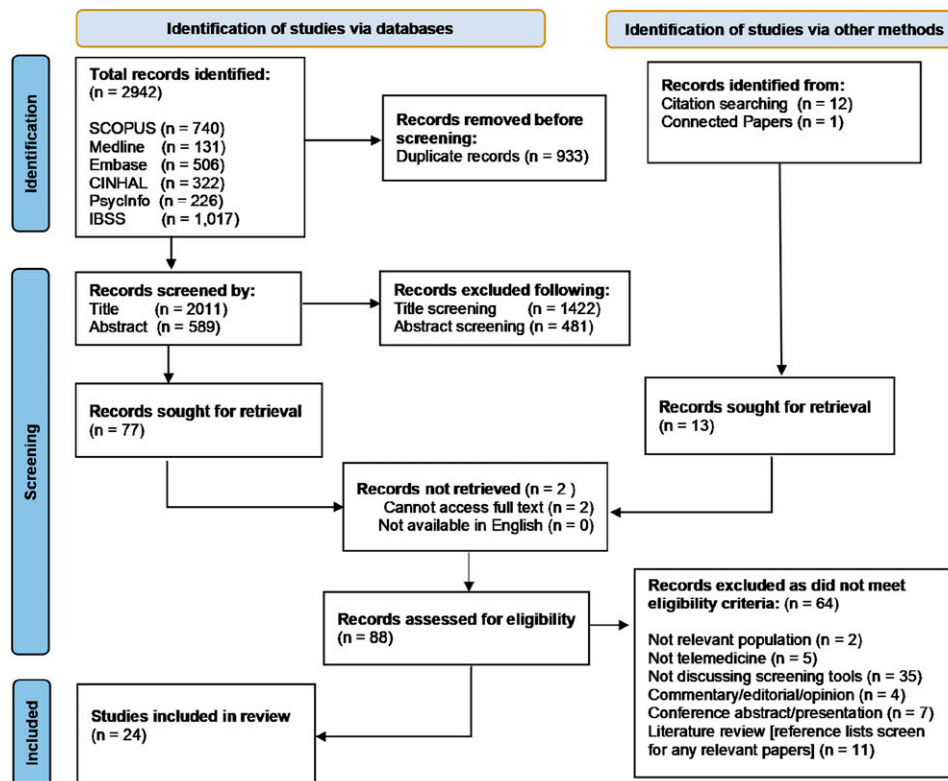 Identification of studies via databases
Identification of studies via other methods
Identification
Total records identified:
(n = 2942)
SCOPUS (n = 740)
Medline (n = 131)
Embase (n = 506)
CINHAL (n = 322)
PsycInfo (n = 226)
IBSS (n = 1,017)
Records removed before
screening:
Duplicate records (n = 933)
Records identified from:
Citation searching (n = 12)
Connected Papers (n = 1)
Screening
Records screened by:
Title (n = 2011)
Abstract (n = 589)
Records excluded following:
Title screening (n = 1422)
Abstract screening (n = 481)
Records sought for retrieval
(n = 77)
Records sought for retrieval
(n = 13)
Records not retrieved (n = 2 )
Cannot access full text (n = 2)
Not available in English (n = 0)
Records assessed for eligibility
(n = 88)
Records excluded as did not meet
eligibility criteria: (n = 64)
Not relevant population (n = 2)
Not telemedicine (n = 5)
Not discussing screening tools (n = 35)
Commentary/editorial/opinion (n = 4)
Conference abstract/presentation (n = 7)
Literature review [reference lists screen
for any relevant papers] (n = 11)
Included
Studies included in review
(n = 24)